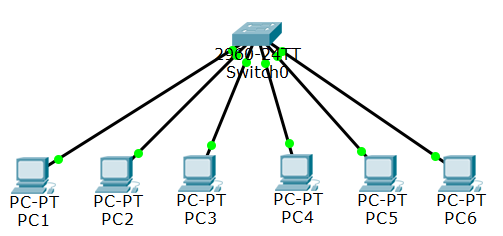 2960-24TT
Switch0
PC-PT
PC1
PC-PT
PC2
PC-PT
PC3
PC-PT
PC4
PC-PT
PC5
PC-PT
PC6